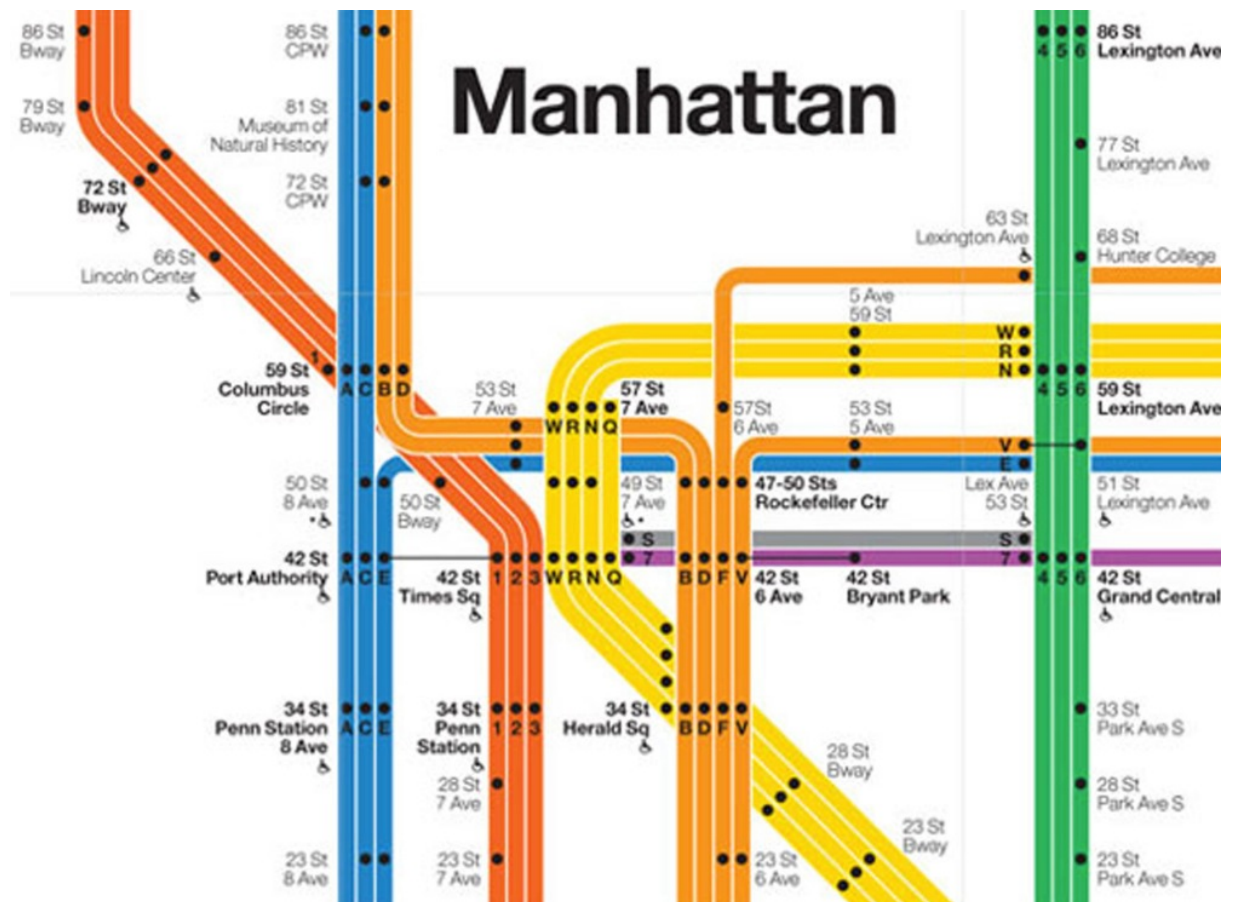 Manhattan
86 St
Bway
86 St
CPW
4 5 6
86 St
Lexington Ave
79 St
Bway
81 St
Museum of
Natural History
77 St
Lexington Ave
72 St
Bway
72 St
CPW
63 St
Lexington Ave
68 St
Hunter College
66 St
Lincoln Center
5 Ave
59 St
W
R
N
1
59 St
Columbus
Circle
A C B D
53 St
7 Ave
W R N Q
57 St
7 Ave
57St
6 Ave
53 St
5 Ave
4 5 6
59 St
Lexington Ave
V
E
50 St
8 Ave
50 St
Bway
49 St
7 Ave
47-50 Sts
Rockefeller Ctr
Lex Ave
53 St
51 St
Lexington Ave
S
S
7
7
42 St
Port Authority
A C E
42 St
Times Sq
1 2 3
W R N Q
B D F V
42 St
6 Ave
42 St
Bryant Park
4 5 6
42 St
Grand Central
34 St
Penn Station
8 Ave
A C E
34 St
Penn
Station
1 2 3
34 St
Herald Sq
B D F V
33 St
Park Ave S
28 St
7 Ave
28 St
Bway
28 St
Park Ave S
23 St
8 Ave
23 St
7 Ave
23 St
6 Ave
23 St
Bway
23 St
Park Ave S